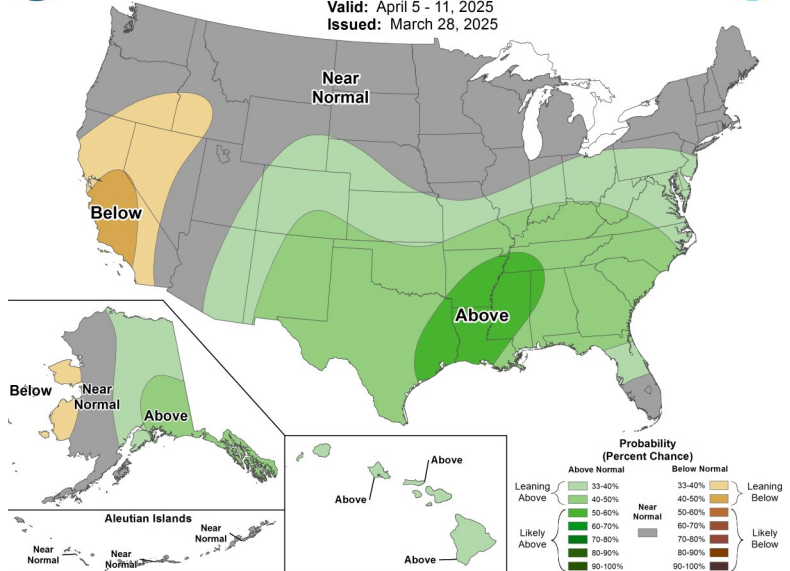 Valid: April 5 - 11, 2025
Issued: March 28, 2025
Near
Normal
Below
Above
Below
Near
Normal
Above
Aleutian Islands
Near
Normal
Near
Normal
Near
Normal
Above
Above
Above
Probability
(Percent Chance)
Above Normal Below Normal
Leaning
Above
33-40%
40-50%
Likely
Above
50-60%
60-70%
70-80%
80-90%
90-100%
Near
Normal
33-40%
40-50%
Leaning
Below
50-60%
60-70%
70-80%
80-90%
90-100%
Likely
Below